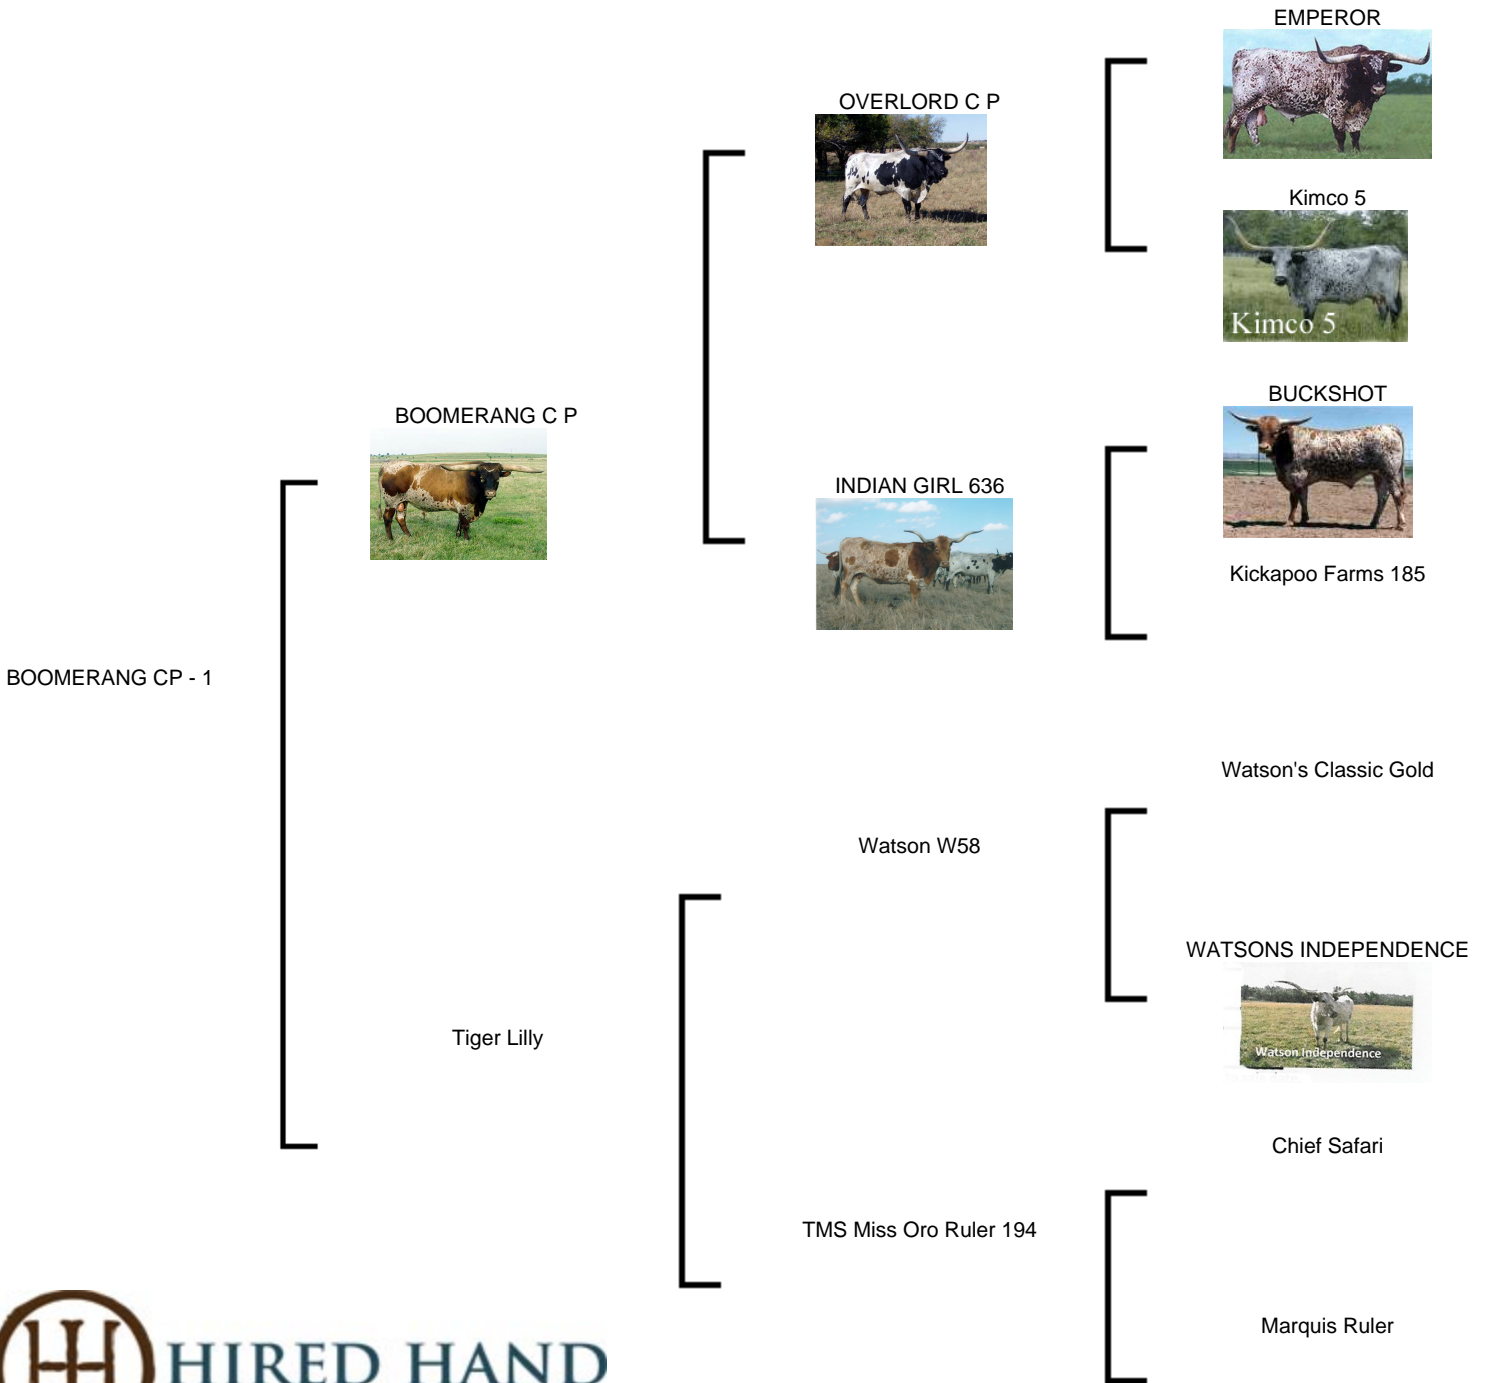 EMPEROR
OVERLORD C P
Kimco 5
Kimco 5
BUCKSHOT
BOOMERANG C P
INDIAN GIRL 636
Kickapoo Farms 185
BOOMERANG CP - 1
Watson's Classic Gold
Watson W58
WATSONS INDEPENDENCE
Watson Independence
Tiger Lilly
Chief Safari
TMS Miss Oro Ruler 194
Marquis Ruler
HIRED HAND